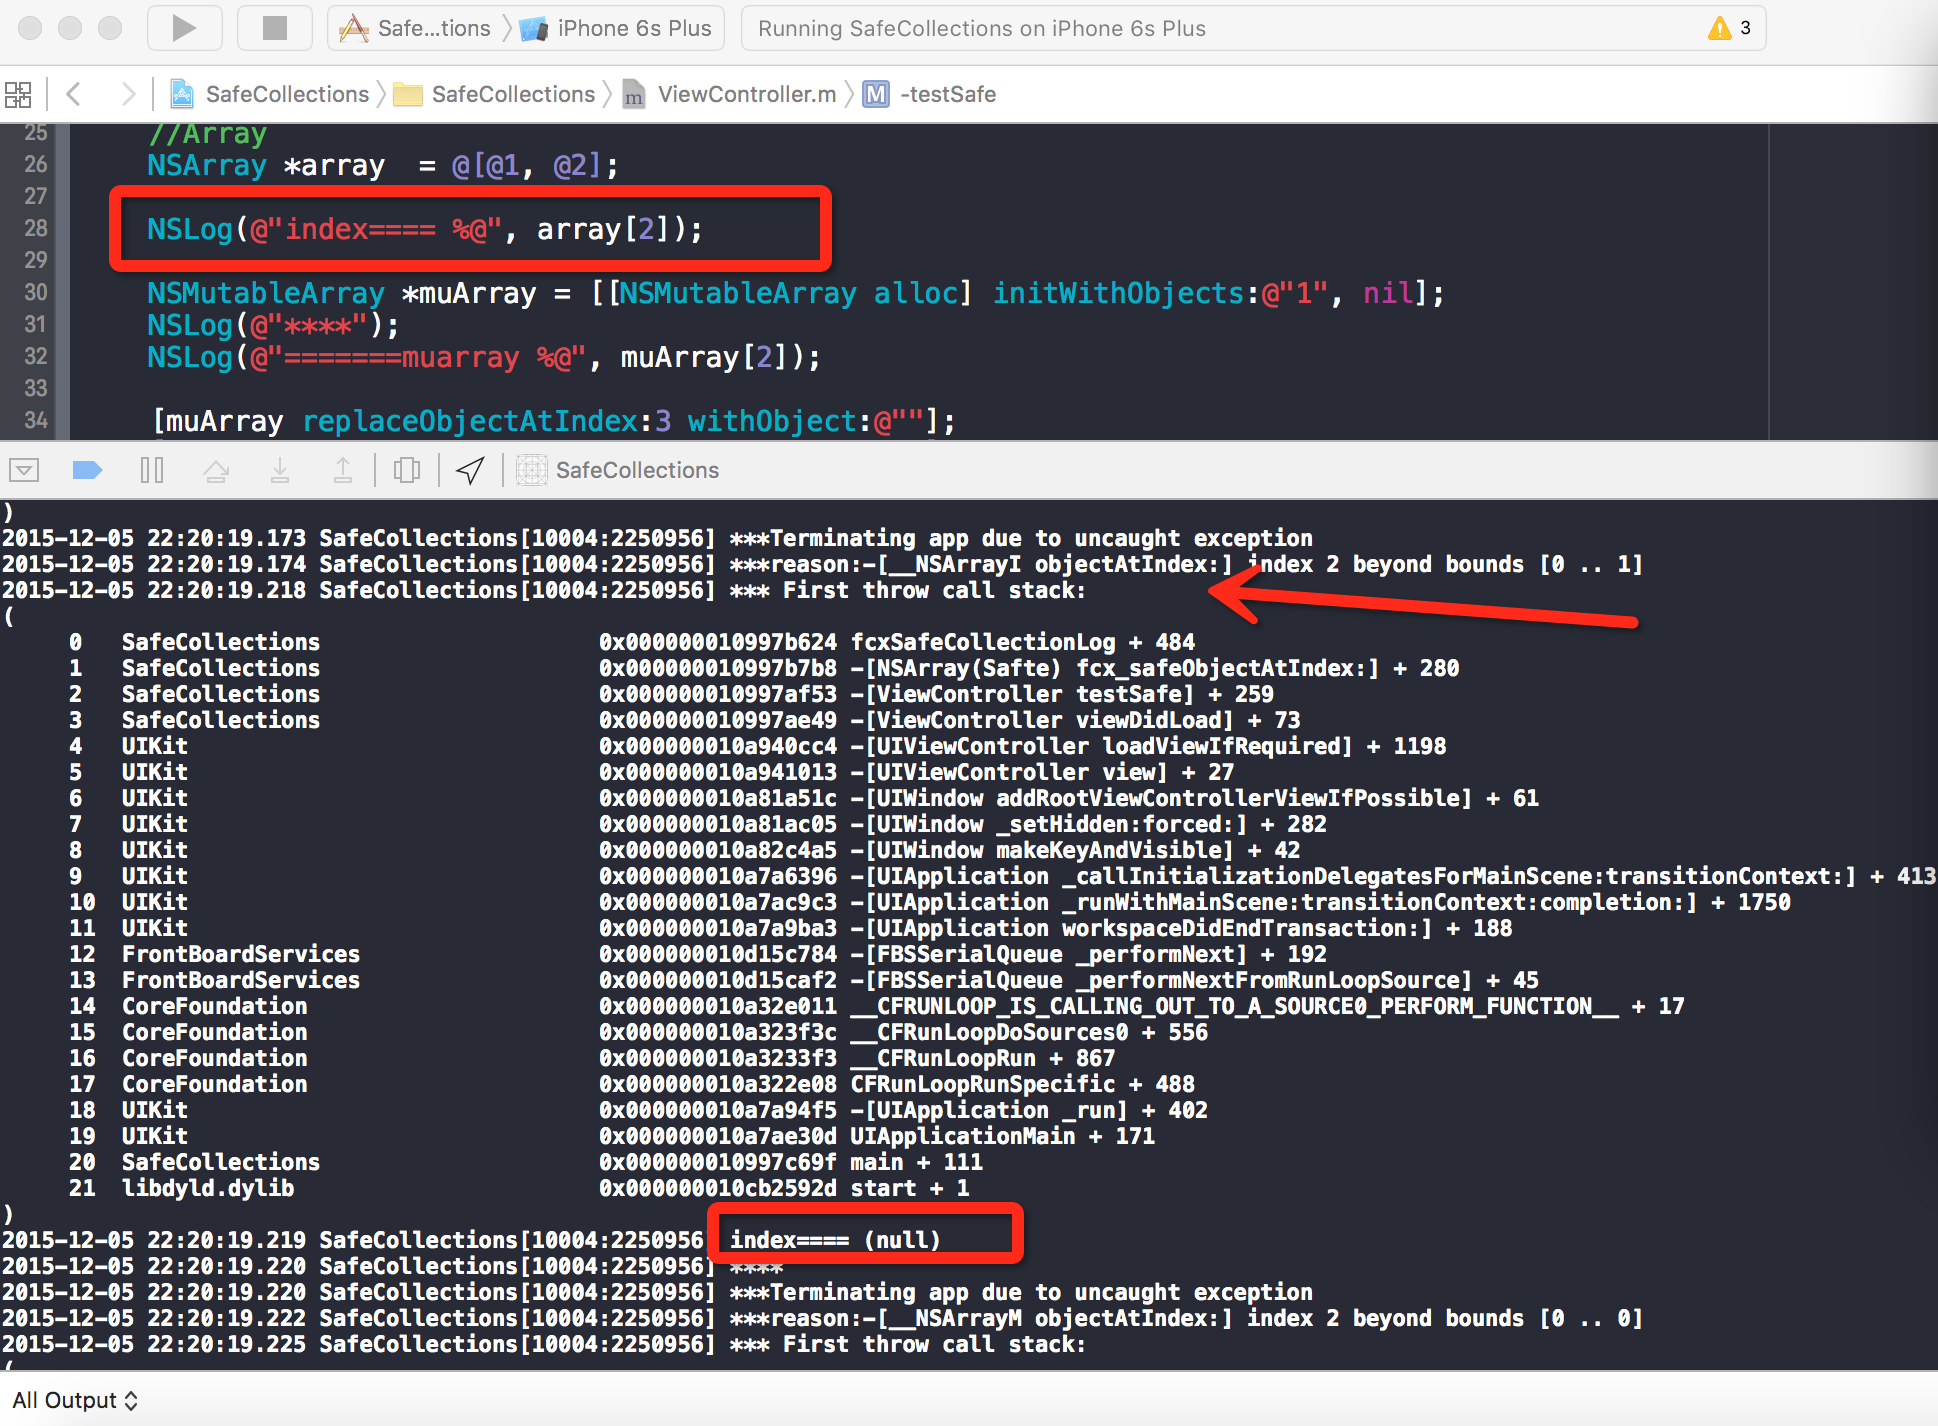 Safe...tions iPhone 6s Plus Running SafeCollections on iPhone 6s Plus 3
SafeCollections SafeCollections m ViewController.m M -testSafe
25 //Array
26 NSArray *array  = @[@1, @2];
27
28 NSLog(@"index==== %@", array[2]);
29
30 NSMutableArray *muArray = [[NSMutableArray alloc] initWithObjects:@"1", nil];
31 NSLog(@"****");
32 NSLog(@"=======muarray %@", muArray[2]);
33
34 [muArray replaceObjectAtIndex:3 withObject:@""];
SafeCollections
)
2015-12-05 22:20:19.173 SafeCollections[10004:2250956] ***Terminating app due to uncaught exception
2015-12-05 22:20:19.174 SafeCollections[10004:2250956] ***reason:-[__NSArrayI objectAtIndex:] index 2 beyond bounds [0 .. 1]
2015-12-05 22:20:19.218 SafeCollections[10004:2250956] *** First throw call stack:
(
0 SafeCollections 0x000000010997b624 fcxSafeCollectionLog + 484
1 SafeCollections 0x000000010997b7b8 -[NSArray(Safte) fcx_safeObjectAtIndex:] + 280
2 SafeCollections 0x000000010997af53 -[ViewController testSafe] + 259
3 SafeCollections 0x000000010997ae49 -[ViewController viewDidLoad] + 73
4 UIKit 0x000000010a940cc4 -[UIViewController loadViewIfRequired] + 1198
5 UIKit 0x000000010a941013 -[UIViewController view] + 27
6 UIKit 0x000000010a81a51c -[UIWindow addRootViewControllerViewIfPossible] + 61
7 UIKit 0x000000010a81ac05 -[UIWindow _setHidden:forced:] + 282
8 UIKit 0x000000010a82c4a5 -[UIWindow makeKeyAndVisible] + 42
9 UIKit 0x000000010a7a6396 -[UIApplication _callInitializationDelegatesForMainScene:transitionContext:] + 413
10 UIKit 0x000000010a7ac9c3 -[UIApplication _runWithMainScene:transitionContext:completion:] + 1750
11 UIKit 0x000000010a7a9ba3 -[UIApplication workspaceDidEndTransaction:] + 188
12 FrontBoardServices 0x000000010d15c784 -[FBSSerialQueue _performNext] + 192
13 FrontBoardServices 0x000000010d15caf2 -[FBSSerialQueue _performNextFromRunLoopSource] + 45
14 CoreFoundation 0x000000010a32e011 __CFRUNLOOP_IS_CALLING_OUT_TO_A_SOURCE0_PERFORM_FUNCTION__ + 17
15 CoreFoundation 0x000000010a323f3c __CFRunLoopDoSources0 + 556
16 CoreFoundation 0x000000010a3233f3 __CFRunLoopRun + 867
17 CoreFoundation 0x000000010a322e08 CFRunLoopRunSpecific + 488
18 UIKit 0x000000010a7a94f5 -[UIApplication _run] + 402
19 UIKit 0x000000010a7ae30d UIApplicationMain + 171
20 SafeCollections 0x000000010997c69f main + 111
21 libdyld.dylib 0x000000010cb2592d start + 1
)
2015-12-05 22:20:19.219 SafeCollections[10004:2250956] index==== (null)
2015-12-05 22:20:19.220 SafeCollections[10004:2250956] ****
2015-12-05 22:20:19.220 SafeCollections[10004:2250956] ***Terminating app due to uncaught exception
2015-12-05 22:20:19.222 SafeCollections[10004:2250956] ***reason:-[__NSArrayM objectAtIndex:] index 2 beyond bounds [0 .. 0]
2015-12-05 22:20:19.225 SafeCollections[10004:2250956] *** First throw call stack:
(
All Output